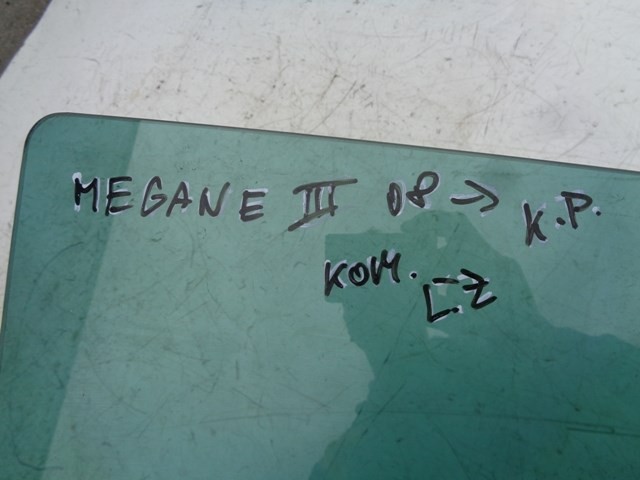 MEGANE III 08 → K.P.
KOM. L.Z →